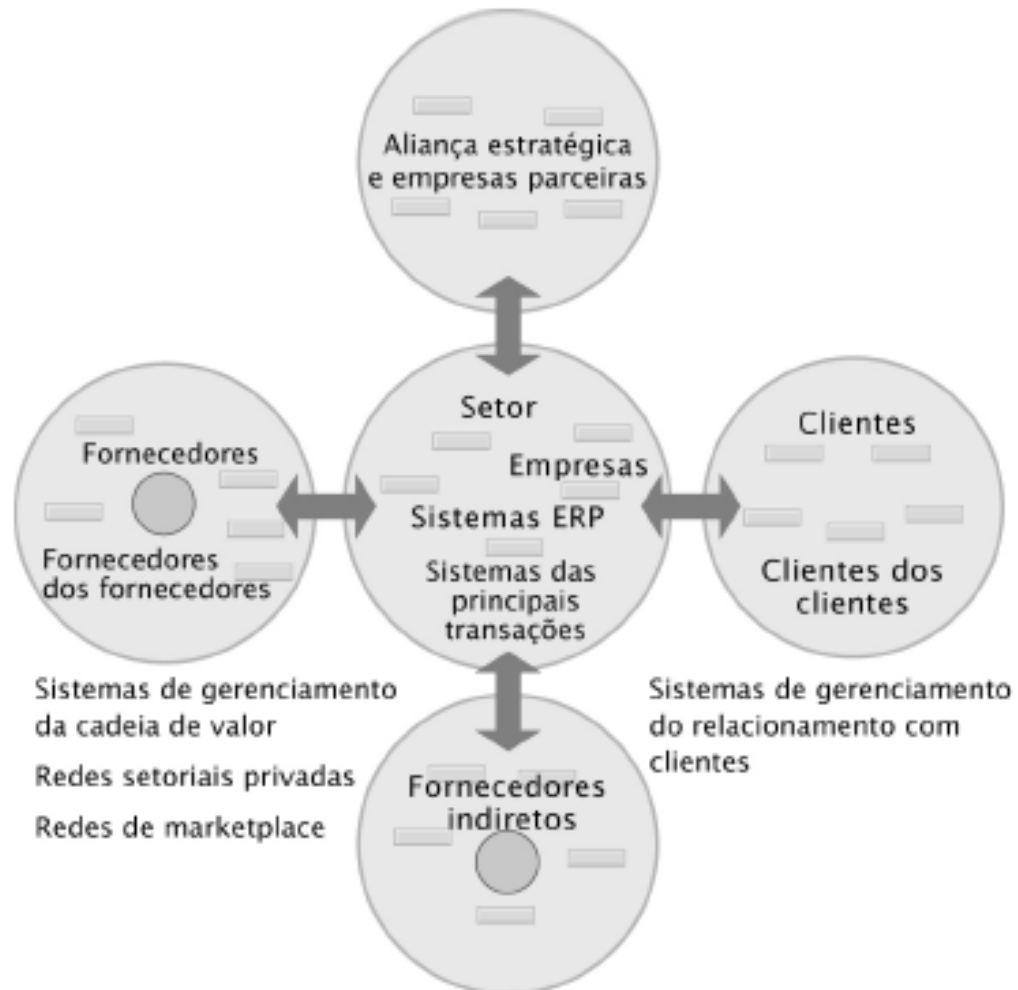 Aliança estratégica
e empresas parceiras
Setor
Empresas
Sistemas ERP
Sistemas das
principais
transações
Fornecedores
Fornecedores
dos fornecedores
Clientes
Clientes dos
clientes
Sistemas de gerenciamento
da cadeia de valor
Redes setoriais privadas
Redes de marketplace
Sistemas de gerenciamento
do relacionamento com
clientes
Fornecedores
indiretos